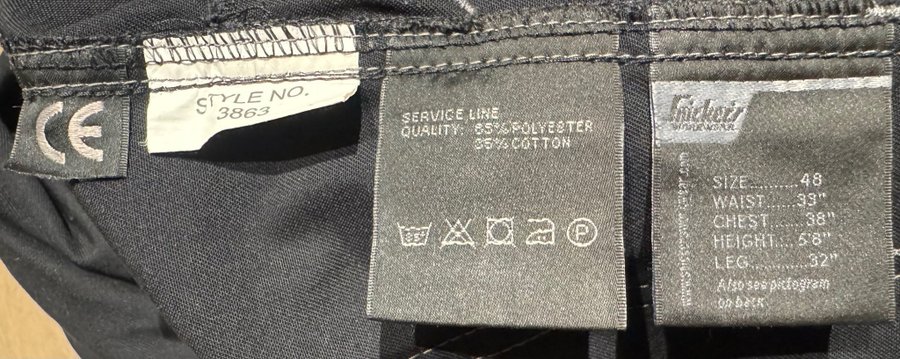 CE
STYLE NO.
3863
SERVICE LINE
QUALITY: 65% POLYESTER
35% COTTON
P
Snickers
WORKWEAR
SIZE..........48
WAIST......33"
CHEST......38"
HEIGHT....5'8"
LEG..........32"
Also see pictogram
on back